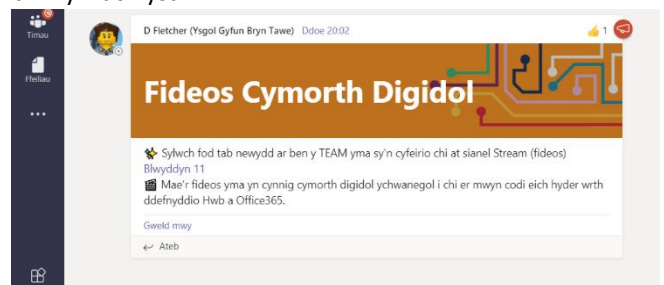 Timau
Ffeiliau
D Fletcher (Ysgol Gyfun Bryn Tawe) Ddoe 20:02
1
Fideos Cymorth Digidol
Sylwch fod tab newydd ar ben y TEAM yma sy'n cyfeirio chi at sianel Stream (fideos)
Blwyddyn 11
Mae'r fideos yma yn cynnig cymorth digidol ychwanegol i chi er mwyn codi eich hyder wrth
ddefnyddio Hwb a Office365.
Gweld mwy
Ateb